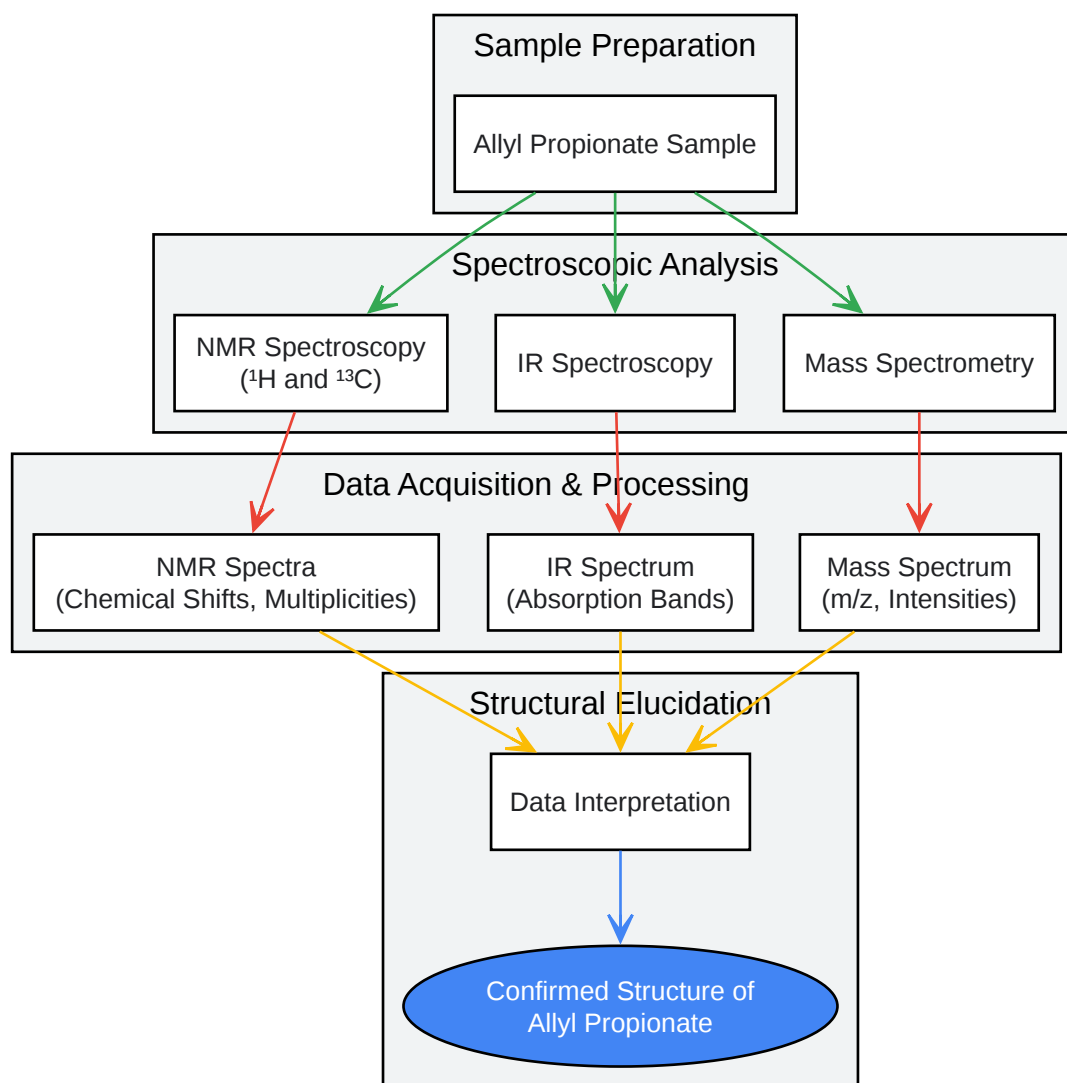 Sample Preparation
Allyl Propionate Sample
Spectroscopic Analysis
NMR Spectroscopy
(¹H and ¹³C)
IR Spectroscopy
Mass Spectrometry
Data Acquisition & Processing
NMR Spectra
(Chemical Shifts, Multiplicities)
IR Spectrum
(Absorption Bands)
Mass Spectrum
(m/z, Intensities)
Structural Elucidation
Data Interpretation
Confirmed Structure of
Allyl Propionate